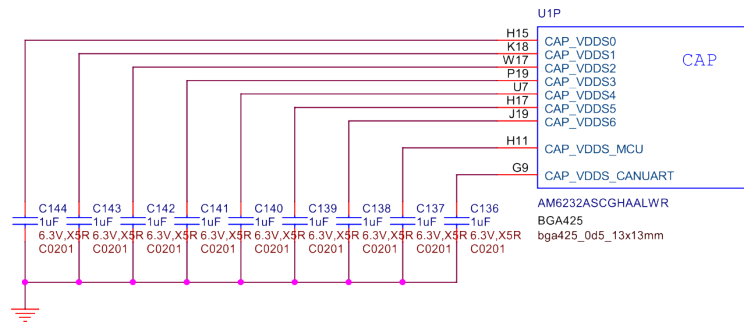 U1P
H15 CAP_VDDS0
K18 CAP_VDDS1
W17 CAP_VDDS2
P19 CAP_VDDS3
U7 CAP_VDDS4
H17 CAP_VDDS5
J19 CAP_VDDS6
H11 CAP_VDDS_MCU
G9 CAP_VDDS_CANUART
CAP
AM6232ASCGHAALWR
BGA425
bga425_0d5_13x13mm
C144 C143 C142 C141 C140 C139 C138 C137 C136
1uF 1uF 1uF 1uF 1uF 1uF 1uF 1uF 1uF
6.3V,X5R 6.3V,X5R 6.3V,X5R 6.3V,X5R 6.3V,X5R 6.3V,X5R 6.3V,X5R 6.3V,X5R 6.3V,X5R
C0201 C0201 C0201 C0201 C0201 C0201 C0201 C0201 C0201